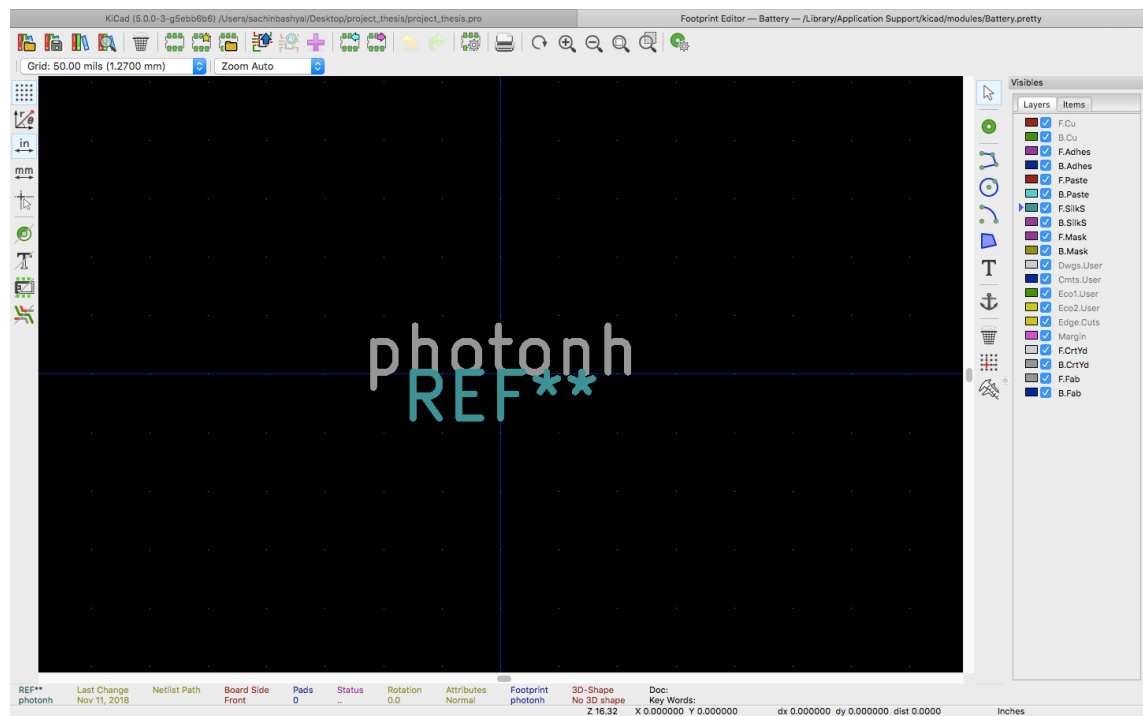 KiCad (5.0.0-3-g5ebb6b6) /Users/sachinbashyal/Desktop/project_thesis/project_thesis.pro
Footprint Editor — Battery — /Library/Application Support/kicad/modules/Battery.pretty
Grid: 50.00 mils (1.2700 mm)
Zoom Auto
in
mm
Visibles
Layers Items
F.Cu
B.Cu
F.Adhes
B.Adhes
F.Paste
B.Paste
F.SilkS
B.SilkS
F.Mask
B.Mask
Dwgs.User
Cmts.User
Eco1.User
Eco2.User
Edge.Cuts
Margin
F.CrtYd
B.CrtYd
F.Fab
B.Fab
photonh
REF**
REF** Last Change Netlist Path Board Side Pads Status Rotation Attributes Footprint 3D-Shape Doc:
photonh Nov 11, 2018 Front 0 .. 0.0 Normal photonh No 3D shape Key Words:
Z 16.32 X 0.000000 Y 0.000000 dx 0.000000 dy 0.000000 dist 0.0000 Inches